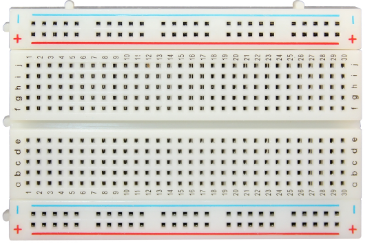 − −
+ +
1 2 3 4 5 6 7 8 9 10 11 12 13 14 15 16 17 18 19 20 21 22 23 24 25 26 27 28 29 30
j j
i i
h h
g g
f f
e e
d d
c c
b b
a a
1 2 3 4 5 6 7 8 9 10 11 12 13 14 15 16 17 18 19 20 21 22 23 24 25 26 27 28 29 30
− −
+ +